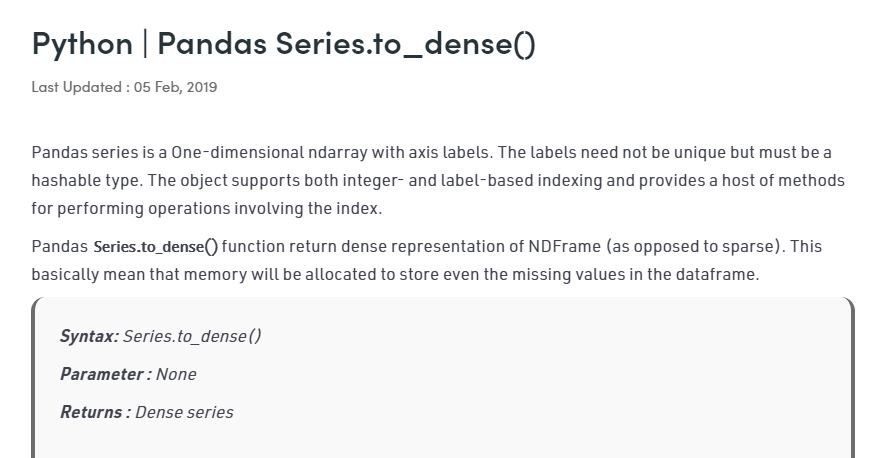 Python | Pandas Series.to_dense()
Last Updated : 05 Feb, 2019
Pandas series is a One-dimensional ndarray with axis labels. The labels need not be unique but must be a
hashable type. The object supports both integer- and label-based indexing and provides a host of methods
for performing operations involving the index.
Pandas Series.to_dense() function return dense representation of NDFrame (as opposed to sparse). This
basically mean that memory will be allocated to store even the missing values in the dataframe.
Syntax: Series.to_dense()
Parameter : None
Returns : Dense series